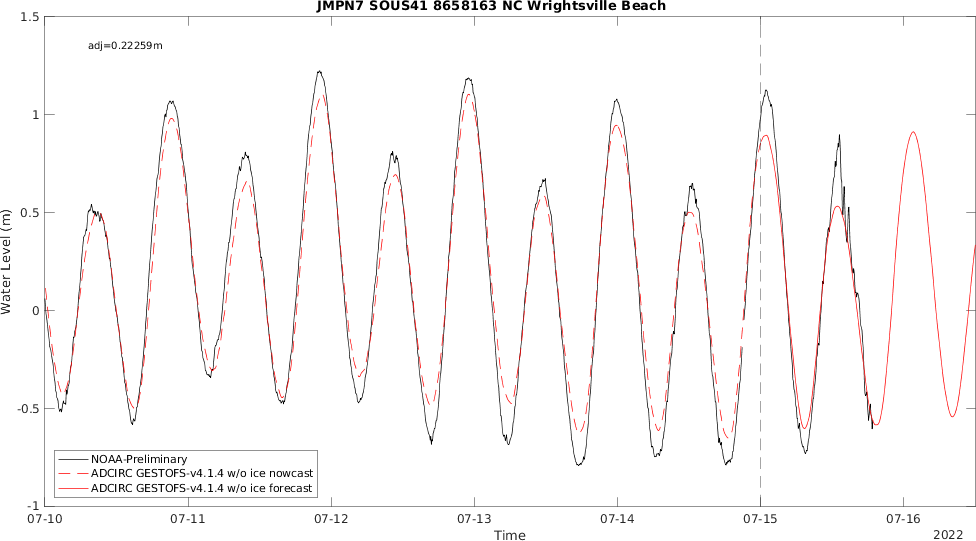 JMPN7 SOUS41 8658163 NC Wrightsville Beach
1.5
adj=0.22259m
1
0.5
Water Level (m)
0
-0.5
NOAA-Preliminary
ADCIRC GESTOFS-v4.1.4 w/o ice nowcast
ADCIRC GESTOFS-v4.1.4 w/o ice forecast
-1
07-10 07-11 07-12 07-13 07-14 07-15 07-16
Time
2022